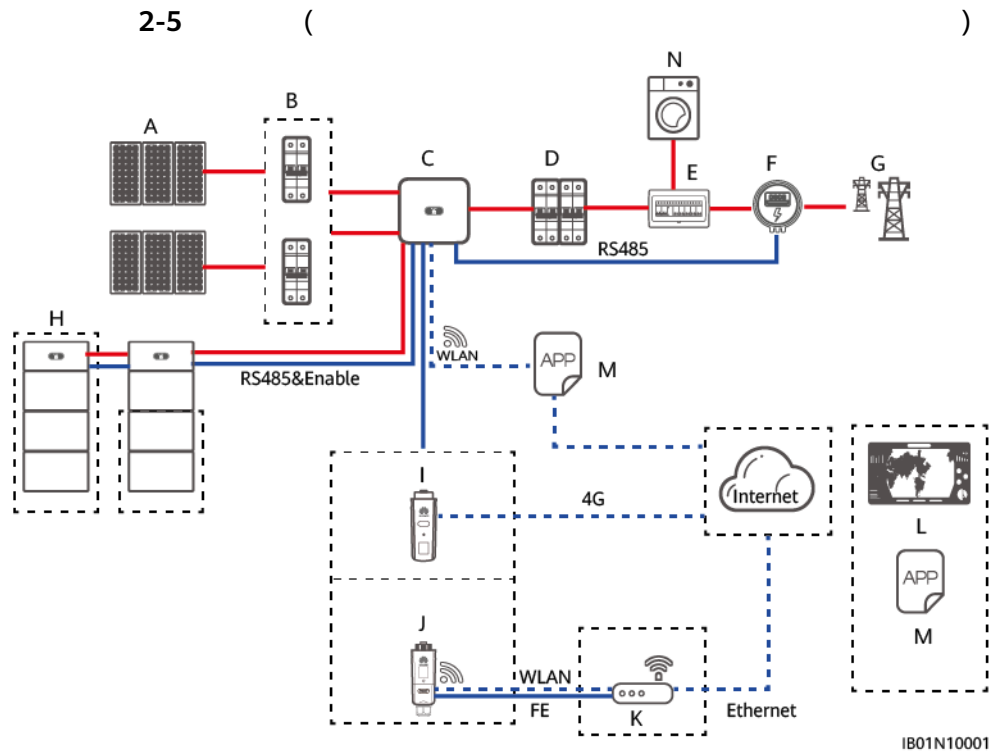 2-5 ( )
N
B
A
C
D
E
F
G
RS485
H
WLAN
APP
M
RS485&Enable
I
Internet
4G
L
APP
M
J
WLAN
FE
K
Ethernet
IB01N10001